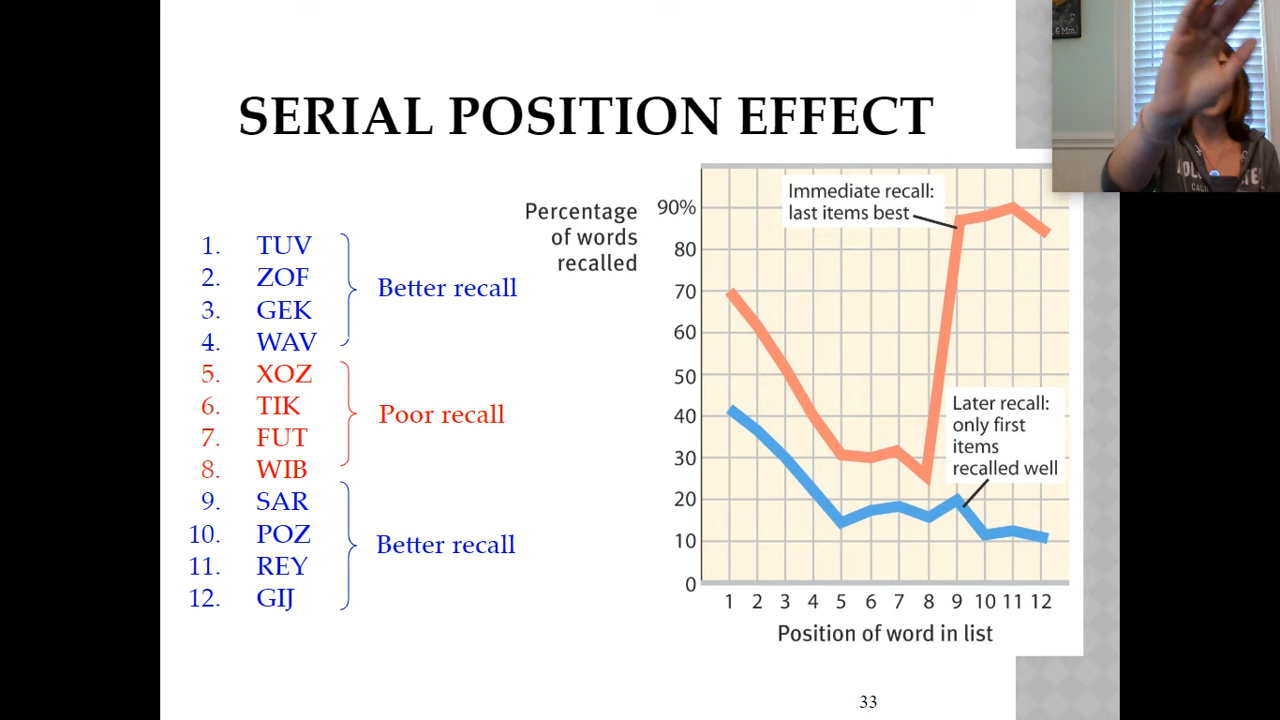 SERIAL POSITION EFFECT
1. TUV
2. ZOF
3. GEK
4. WAV
Better recall
5. XOZ
6. TIK
7. FUT
8. WIB
Poor recall
9. SAR
10. POZ
11. REY
12. GIJ
Better recall
Percentage
of words
recalled
90%
80
70
60
50
40
30
20
10
0
Immediate recall:
last items best
Later recall:
only first
items
recalled well
1 2 3 4 5 6 7 8 9 10 11 12
Position of word in list
33